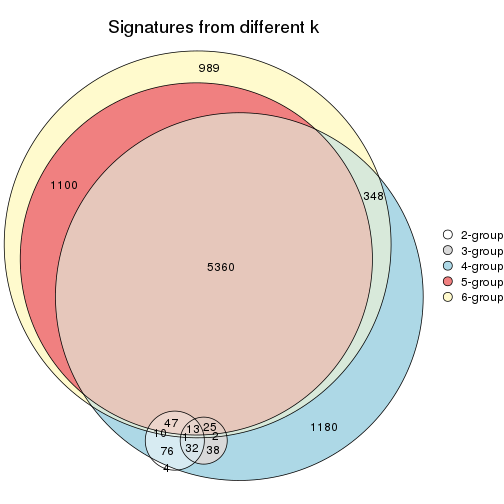 Signatures from different k
989
1100
348
5360
2-group
3-group
4-group
5-group
6-group
47
13
25
10
1
2
76
32
38
1180
4